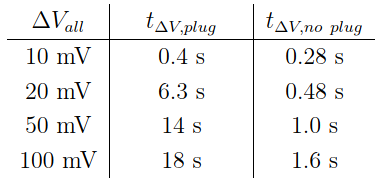 ΔV_all t_ΔV,plug t_ΔV,no plug
10 mV 0.4 s 0.28 s
20 mV 6.3 s 0.48 s
50 mV 14 s 1.0 s
100 mV 18 s 1.6 s